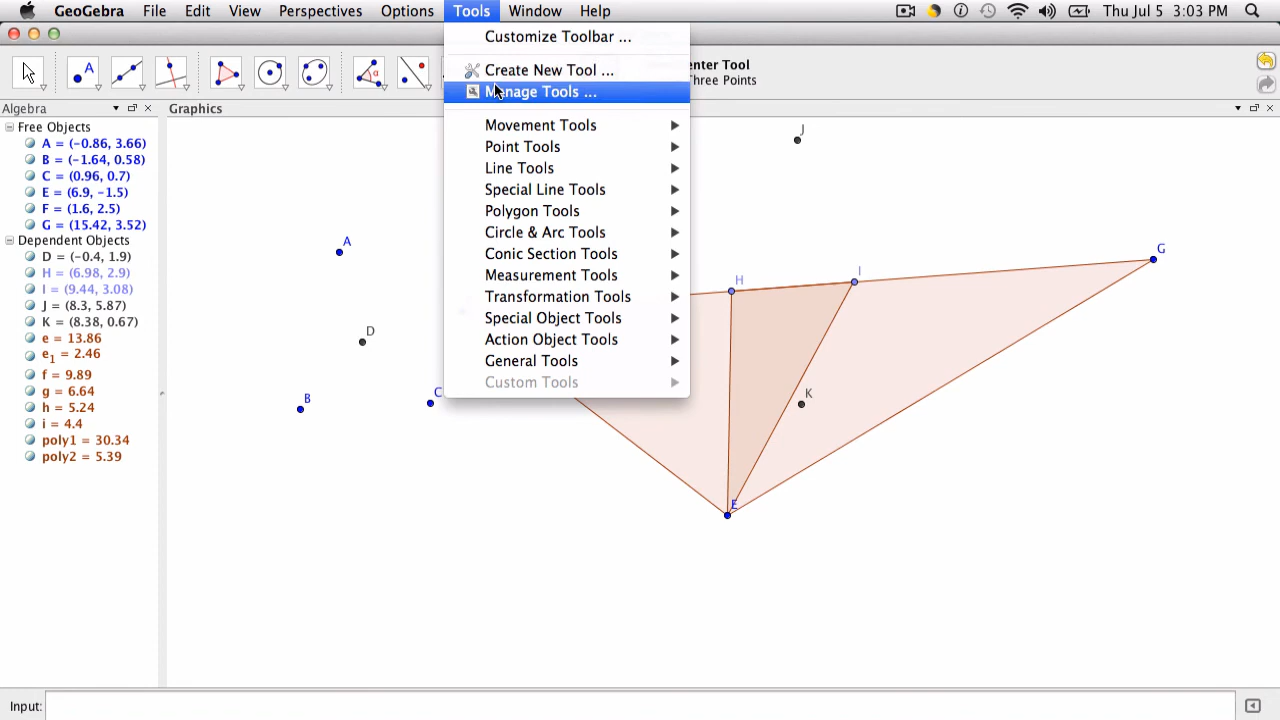 GeoGebra File Edit View Perspectives Options Tools Window Help Thu Jul 5 3:03 PM
Customize Toolbar ...
Create New Tool ...
Manage Tools ...
Movement Tools
Point Tools
Line Tools
Special Line Tools
Polygon Tools
Circle & Arc Tools
Conic Section Tools
Measurement Tools
Transformation Tools
Special Object Tools
Action Object Tools
General Tools
Custom Tools
enter Tool
Three Points
A
α
Algebra
Graphics
Free Objects
A = (-0.86, 3.66)
B = (-1.64, 0.58)
C = (0.96, 0.7)
E = (6.9, -1.5)
F = (1.6, 2.5)
G = (15.42, 3.52)
Dependent Objects
D = (-0.4, 1.9)
H = (6.98, 2.9)
I = (9.44, 3.08)
J = (8.3, 5.87)
K = (8.38, 0.67)
e = 13.86
e1 = 2.46
f = 9.89
g = 6.64
h = 5.24
i = 4.4
poly1 = 30.34
poly2 = 5.39
J
A
G
I
H
D
B
C
K
E
Input: